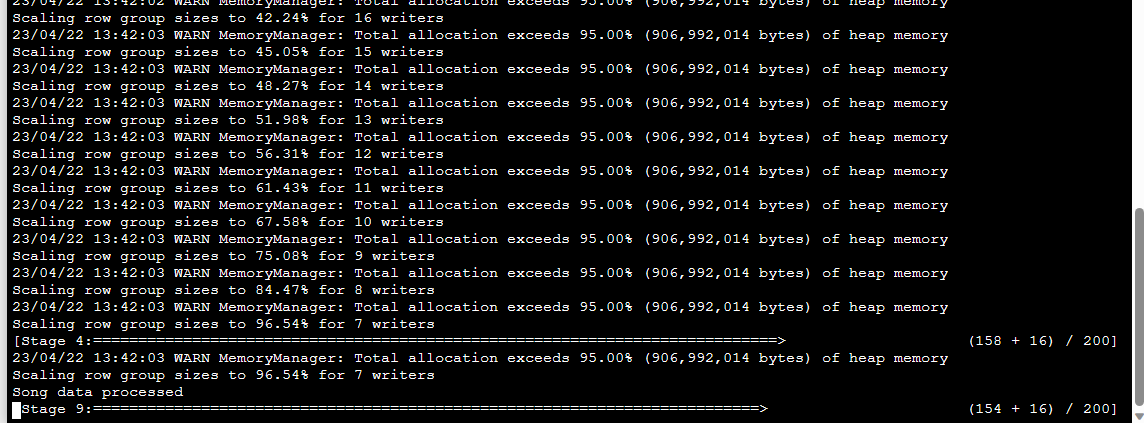 23/04/22 13:42:02 WARN MemoryManager: Total allocation exceeds 95.00% (906,992,014 bytes) of heap memory
Scaling row group sizes to 42.24% for 16 writers
23/04/22 13:42:03 WARN MemoryManager: Total allocation exceeds 95.00% (906,992,014 bytes) of heap memory
Scaling row group sizes to 45.05% for 15 writers
23/04/22 13:42:03 WARN MemoryManager: Total allocation exceeds 95.00% (906,992,014 bytes) of heap memory
Scaling row group sizes to 48.27% for 14 writers
23/04/22 13:42:03 WARN MemoryManager: Total allocation exceeds 95.00% (906,992,014 bytes) of heap memory
Scaling row group sizes to 51.98% for 13 writers
23/04/22 13:42:03 WARN MemoryManager: Total allocation exceeds 95.00% (906,992,014 bytes) of heap memory
Scaling row group sizes to 56.31% for 12 writers
23/04/22 13:42:03 WARN MemoryManager: Total allocation exceeds 95.00% (906,992,014 bytes) of heap memory
Scaling row group sizes to 61.43% for 11 writers
23/04/22 13:42:03 WARN MemoryManager: Total allocation exceeds 95.00% (906,992,014 bytes) of heap memory
Scaling row group sizes to 67.58% for 10 writers
23/04/22 13:42:03 WARN MemoryManager: Total allocation exceeds 95.00% (906,992,014 bytes) of heap memory
Scaling row group sizes to 75.08% for 9 writers
23/04/22 13:42:03 WARN MemoryManager: Total allocation exceeds 95.00% (906,992,014 bytes) of heap memory
Scaling row group sizes to 84.47% for 8 writers
23/04/22 13:42:03 WARN MemoryManager: Total allocation exceeds 95.00% (906,992,014 bytes) of heap memory
Scaling row group sizes to 96.54% for 7 writers
[Stage 4:============================================================================> (158 + 16) / 200]
23/04/22 13:42:03 WARN MemoryManager: Total allocation exceeds 95.00% (906,992,014 bytes) of heap memory
Scaling row group sizes to 96.54% for 7 writers
Song data processed
Stage 9:==========================================================================> (154 + 16) / 200]